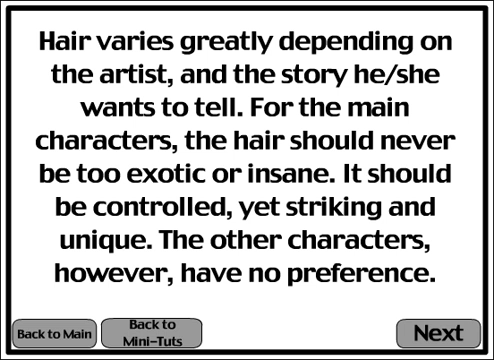 Hair varies greatly depending on
the artist, and the story he/she
wants to tell. For the main
characters, the hair should never
be too exotic or insane. It should
be controlled, yet striking and
unique. The other characters,
however, have no preference.
Back to Main
Back to
Mini-Tuts
Next